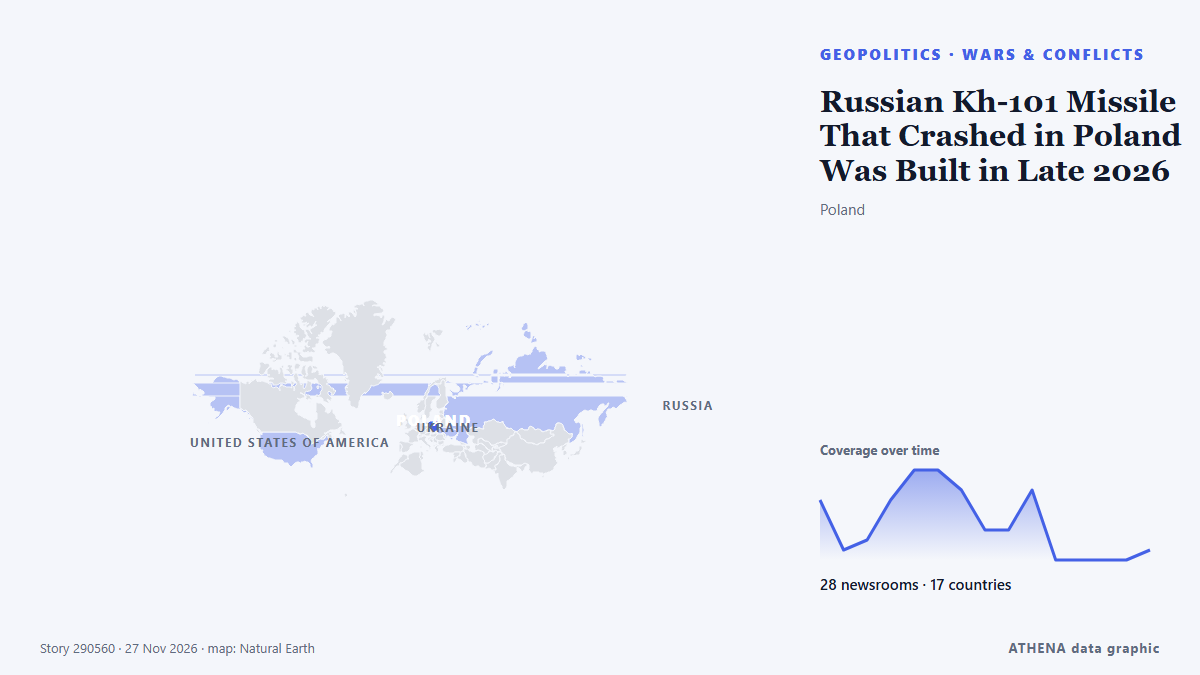 GEOPOLITICS · WARS & CONFLICTS
Russian Kh-101 Missile
That Crashed in Poland
Was Built in Late 2026
Poland
RUSSIA
POLAND
UKRAINE
UNITED STATES OF AMERICA
Coverage over time
28 newsrooms · 17 countries
Story 290560 · 27 Nov 2026 · map: Natural Earth
ATHENA data graphic